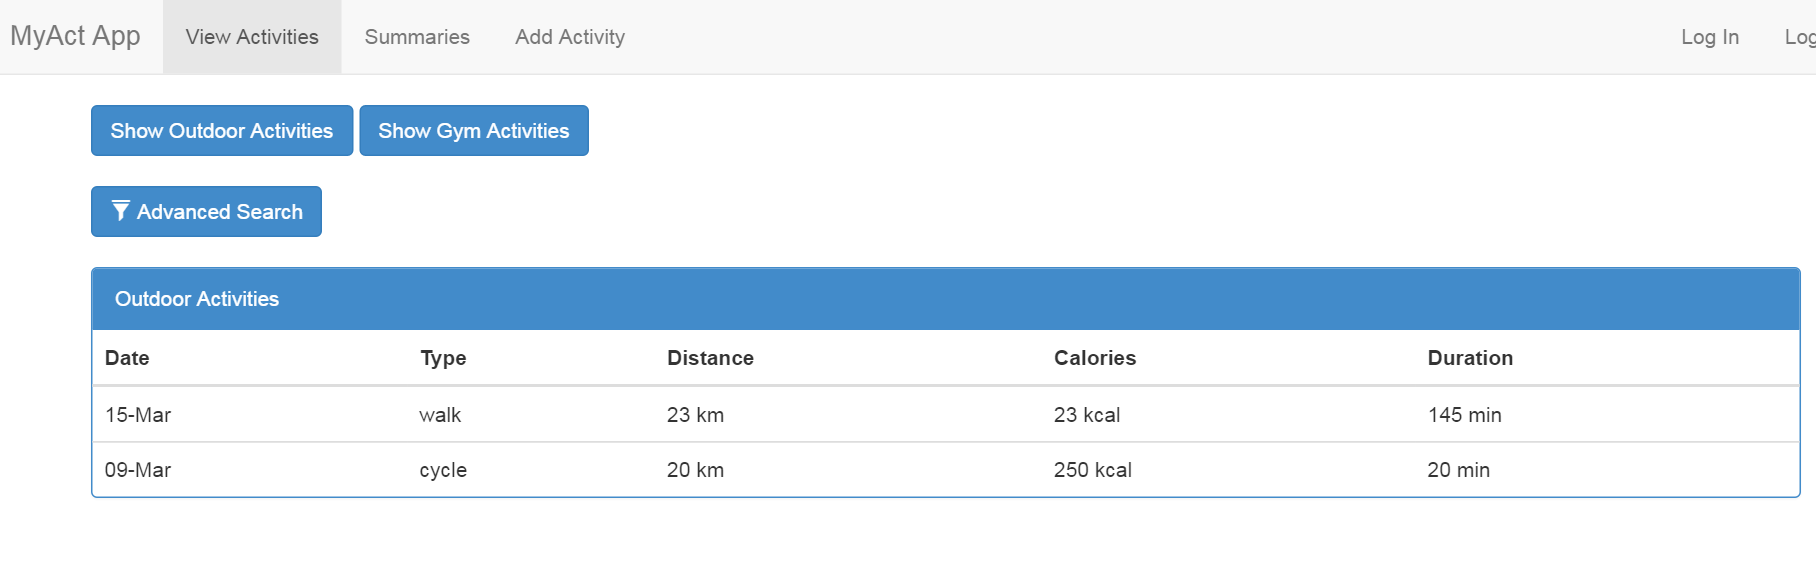 MyAct App View Activities Summaries Add Activity Log In Log
Show Outdoor Activities Show Gym Activities
Advanced Search
Outdoor Activities
Date Type Distance Calories Duration
15-Mar walk 23 km 23 kcal 145 min
09-Mar cycle 20 km 250 kcal 20 min